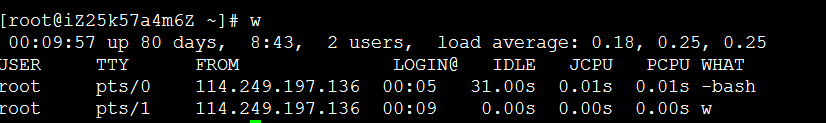 [root@iZ25k57a4m6Z ~]# w
 00:09:57 up 80 days,  8:43,  2 users,  load average: 0.18, 0.25, 0.25
USER     TTY      FROM             LOGIN@   IDLE   JCPU   PCPU WHAT
root     pts/0    114.249.197.136  00:05   31.00s  0.01s  0.01s -bash
root     pts/1    114.249.197.136  00:09    0.00s  0.00s  0.00s w